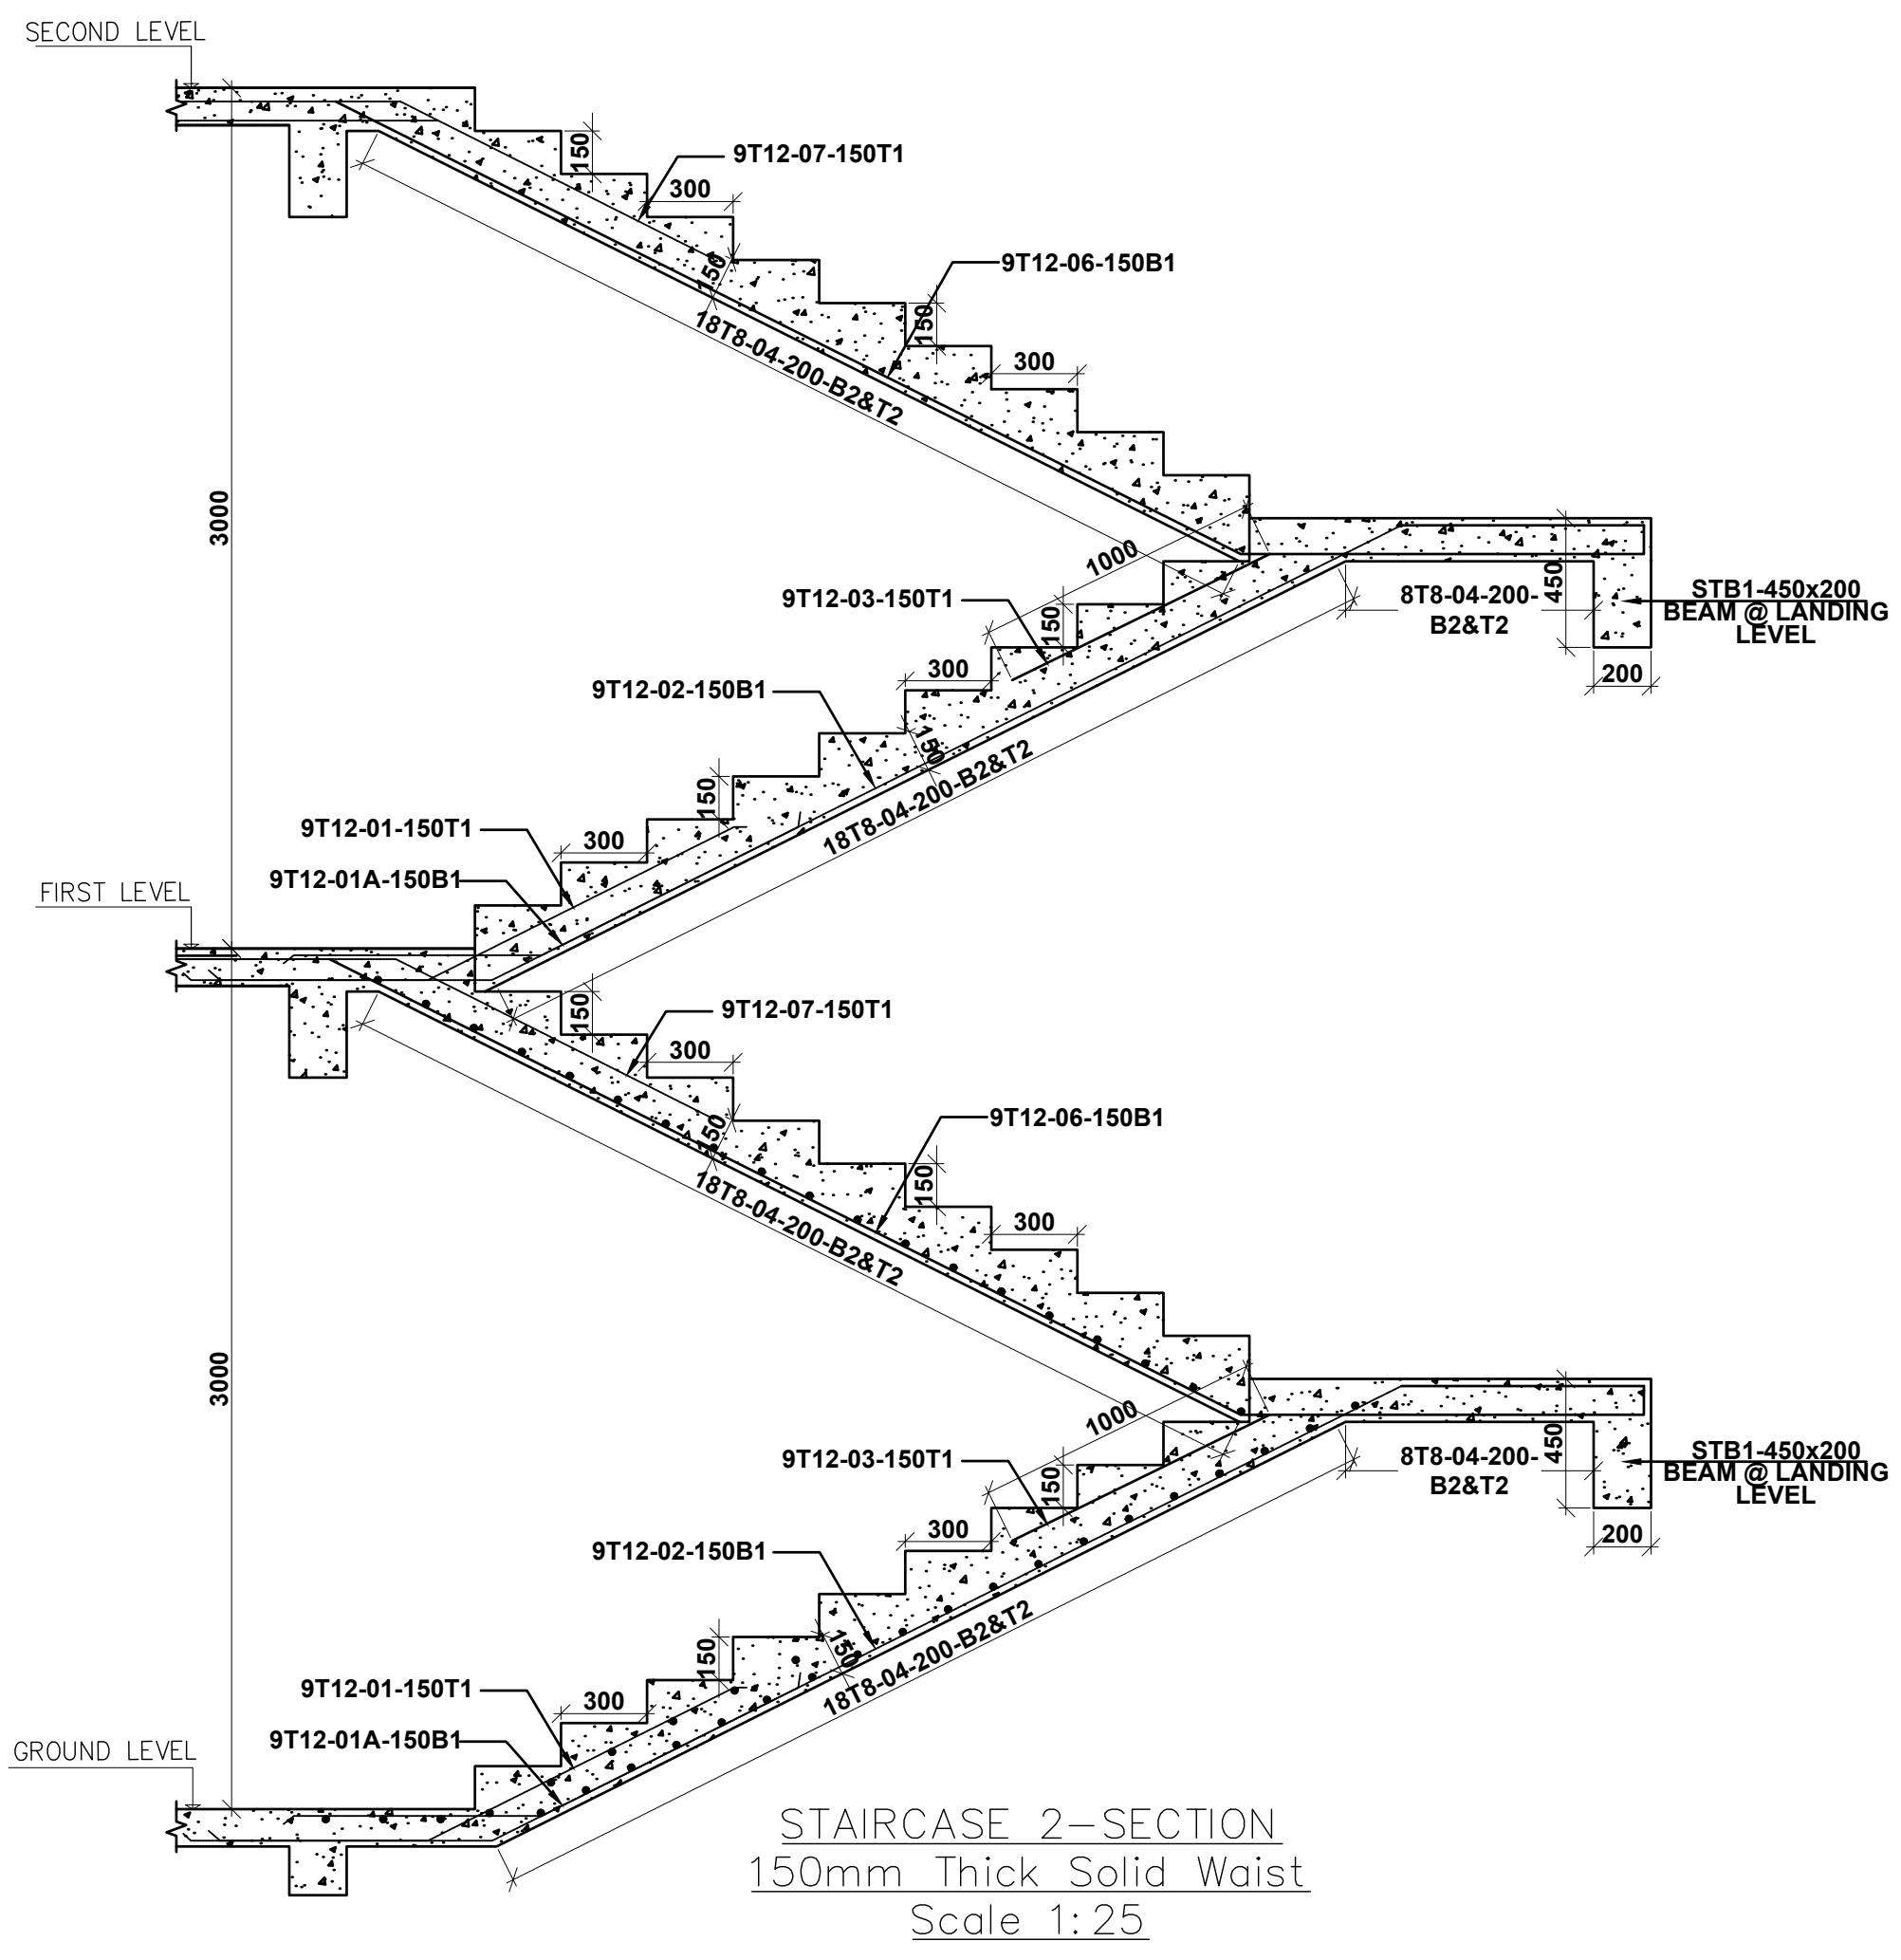 SECOND LEVEL
150
9T12-07-150T1
300
9T12-06-150B1
150
150
18T8-04-200-B2&T2
300
3000
1000
9T12-03-150T1
150
8T8-04-200-
B2&T2
450
STB1-450x200
BEAM @ LANDING
LEVEL
200
300
9T12-02-150B1
150
18T8-04-200-B2&T2
150
9T12-01-150T1
300
9T12-01A-150B1
FIRST LEVEL
150
9T12-07-150T1
300
9T12-06-150B1
150
150
18T8-04-200-B2&T2
300
3000
1000
9T12-03-150T1
150
8T8-04-200-
B2&T2
450
STB1-450x200
BEAM @ LANDING
LEVEL
200
300
9T12-02-150B1
150
18T8-04-200-B2&T2
150
9T12-01-150T1
300
9T12-01A-150B1
GROUND LEVEL
STAIRCASE 2-SECTION
150mm Thick Solid Waist
Scale 1:25